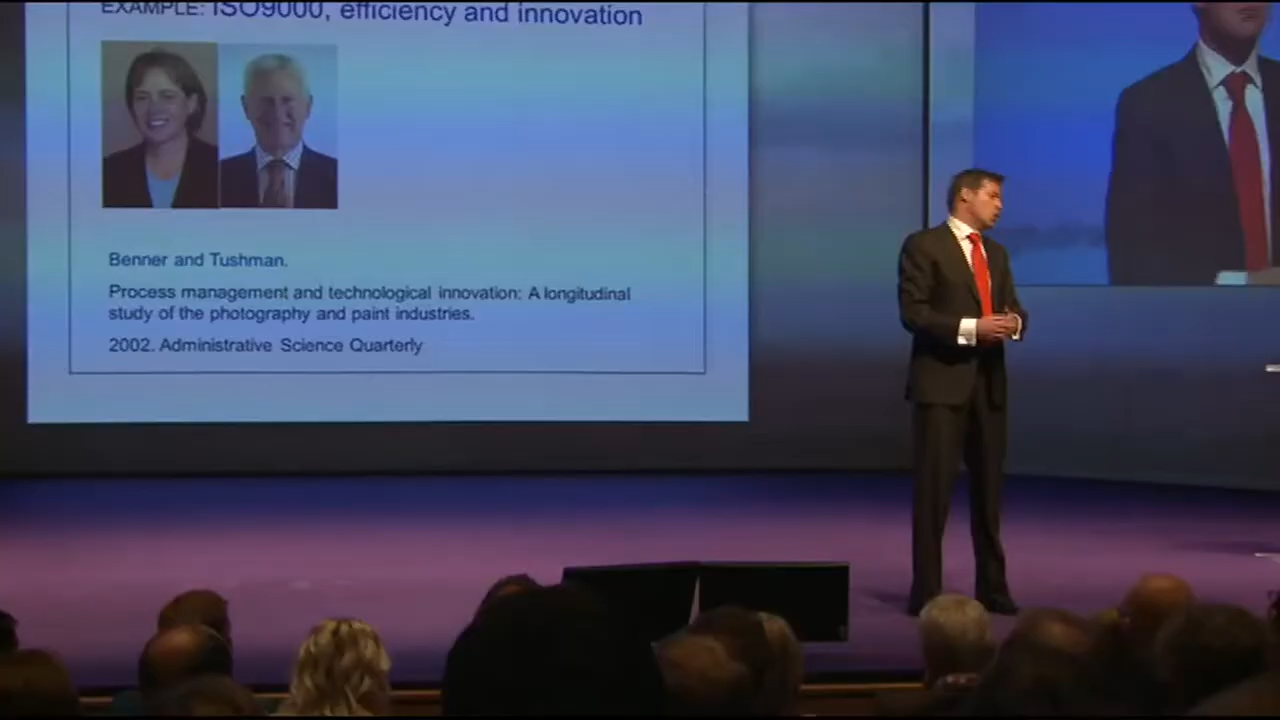 EXAMPLE: ISO9000, efficiency and innovation
Benner and Tushman.
Process management and technological innovation: A longitudinal
study of the photography and paint industries.
2002. Administrative Science Quarterly